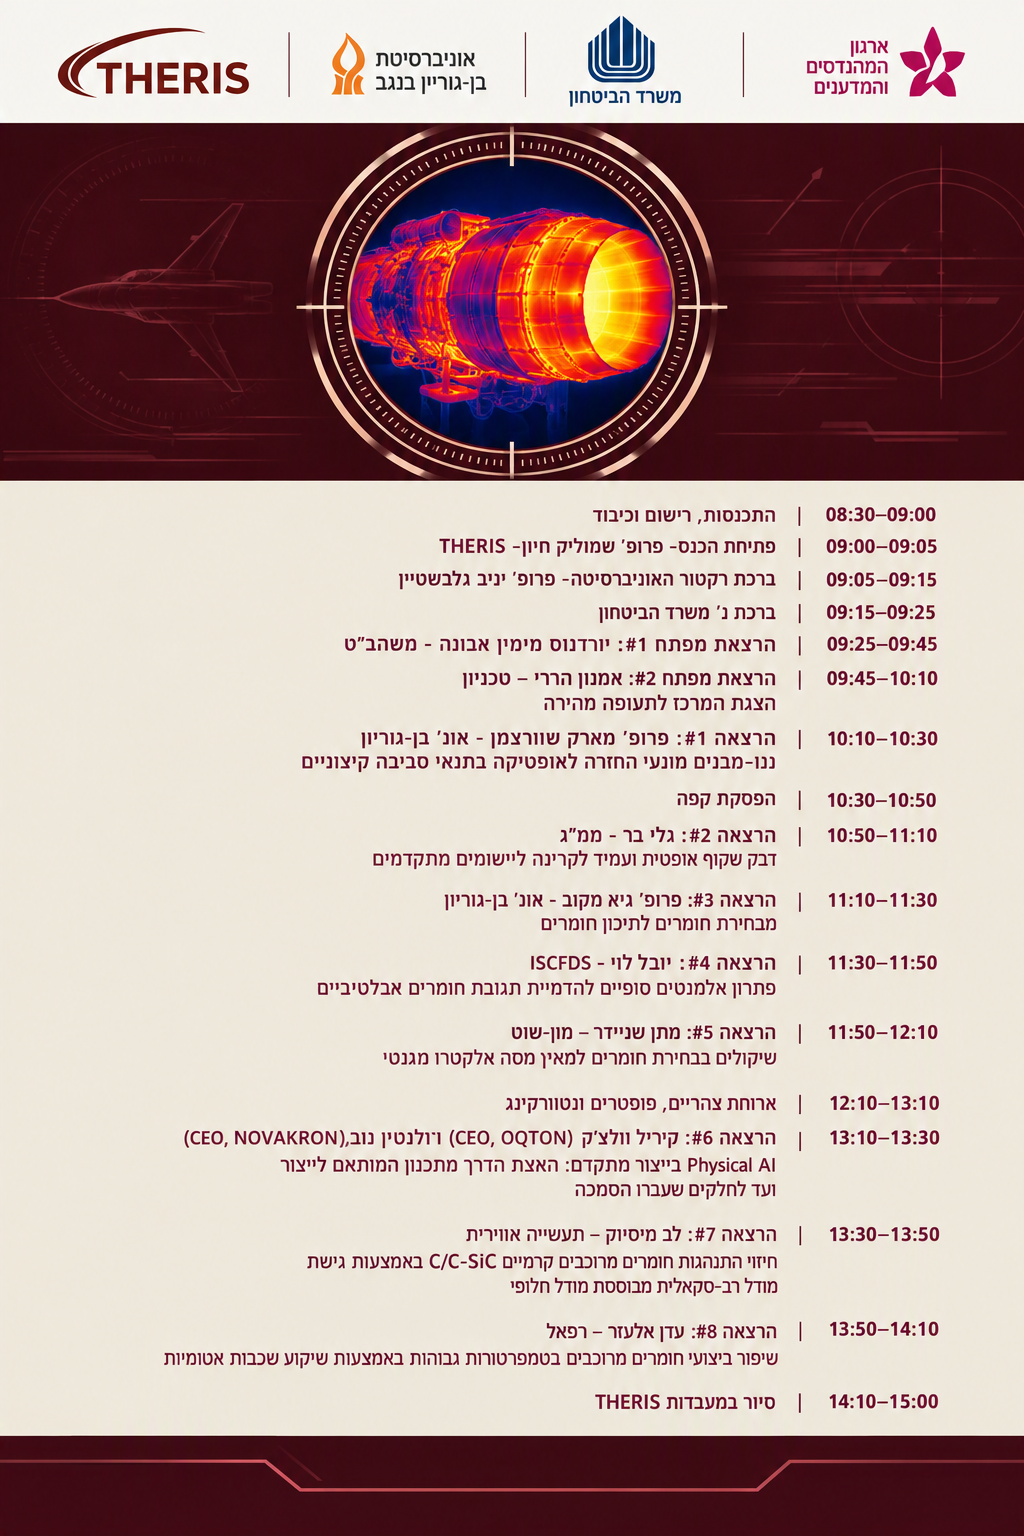 THERIS
אוניברסיטת
בן-גוריון בנגב
משרד הביטחון
ארגון
המהנדסים
והמדענים
08:30–09:00 | התכנסות, רישום וכיבוד
09:00–09:05 | פתיחת הכנס- פרופ' שמוליק חיון- THERIS
09:05–09:15 | ברכת רקטור האוניברסיטה- פרופ' יניב גלבשטיין
09:15–09:25 | ברכת נ' משרד הביטחון
09:25–09:45 | הרצאת מפתח #1: יורדנוס מימין אבונה - משהב"ט
09:45–10:10 | הרצאת מפתח #2: אמנון הררי – טכניון
הצגת המרכז לתעופה מהירה
10:10–10:30 | הרצאה #1: פרופ' מארק שוורצמן - אונ' בן-גוריון
ננו-מבנים מונעי החזרה לאופטיקה בתנאי סביבה קיצוניים
10:30–10:50 | הפסקת קפה
10:50–11:10 | הרצאה #2: גלי בר - ממ"ג
דבק שקוף אופטית ועמיד לקרינה ליישומים מתקדמים
11:10–11:30 | הרצאה #3: פרופ' גיא מקוב - אונ' בן-גוריון
מבחירת חומרים לתיכון חומרים
11:30–11:50 | הרצאה #4: יובל לוי - ISCFDS
פתרון אלמנטים סופיים להדמיית תגובת חומרים אבלטיביים
11:50–12:10 | הרצאה #5: מתן שניידר – מון-שוט
שיקולים בבחירת חומרים למאין מסה אלקטרו מגנטי
12:10–13:10 | ארוחת צהריים, פופטרים ונטוורקינג
13:10–13:30 | הרצאה #6: קיריל וולצ'ק (CEO, OQTON) וולנטין נוב,(CEO, NOVAKRON)
Physical AI בייצור מתקדם: האצת הדרך מתכנון המותאם לייצור
ועד לחלקים שעברו הסמכה
13:30–13:50 | הרצאה #7: לב מיסיוק – תעשייה אווירית
חיזוי התנהגות חומרים מרוכבים קרמיים C/C-SiC באמצעות גישת
מודל רב-סקאלית מבוססת מודל חלופי
13:50–14:10 | הרצאה #8: עדן אלעזר – רפאל
שיפור ביצועי חומרים מרוכבים בטמפרטורות גבוהות באמצעות שיקוע שכבות אטומיות
14:10–15:00 | סיור במעבדות THERIS